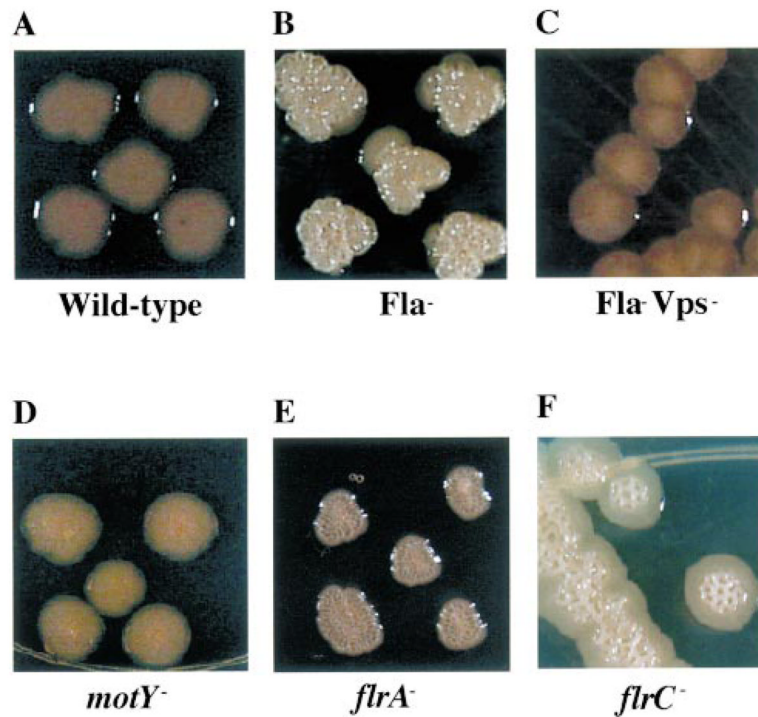 A B C
Wild-type Fla- Fla- Vps-
D E F
motY- flrA- flrC-